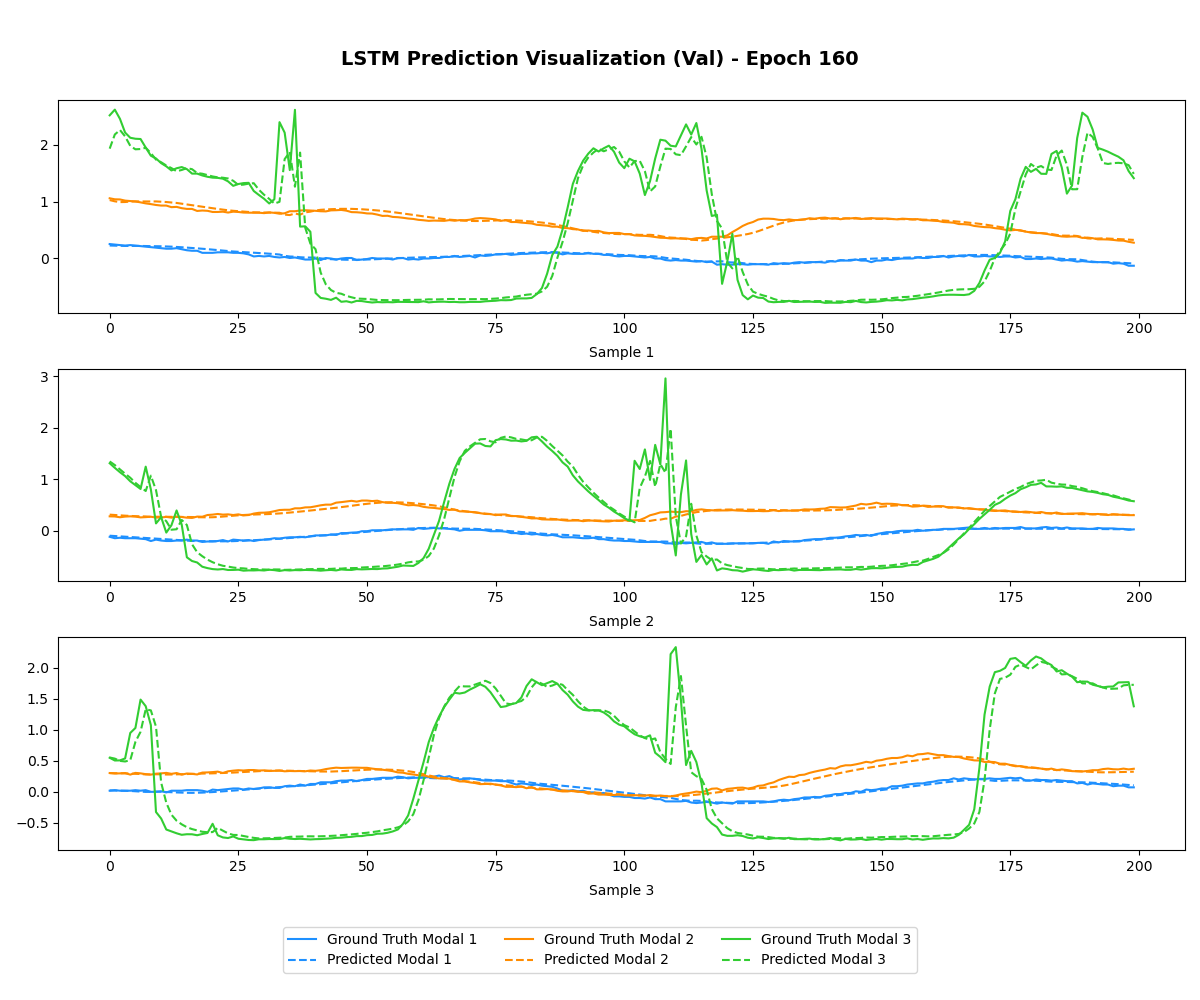 LSTM Prediction Visualization (Val) - Epoch 160
2
1
0
0 25 50 75 100 125 150 175 200
Sample 1
3
2
1
0
0 25 50 75 100 125 150 175 200
Sample 2
2.0
1.5
1.0
0.5
0.0
−0.5
0 25 50 75 100 125 150 175 200
Sample 3
Ground Truth Modal 1 Ground Truth Modal 2 Ground Truth Modal 3
Predicted Modal 1 Predicted Modal 2 Predicted Modal 3